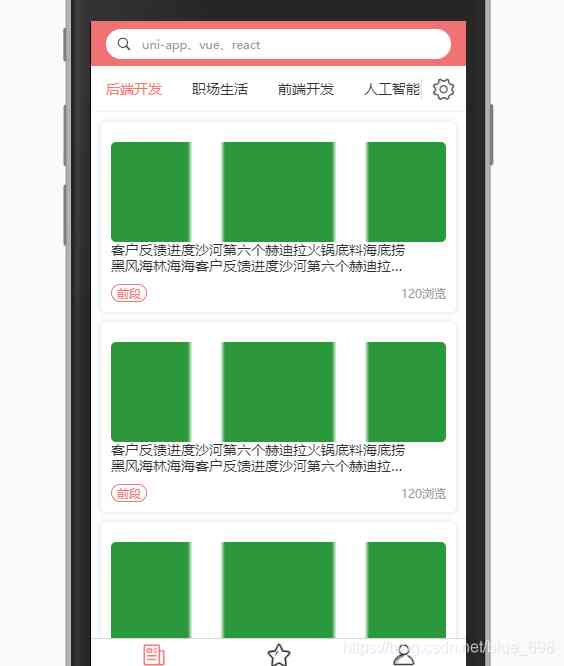 uni-app、vue、react
后端开发 职场生活 前端开发 人工智能
客户反馈进度沙河第六个赫迪拉火锅底料海底捞
黑风海林海海客户反馈进度沙河第六个赫迪拉...
前段 120浏览
客户反馈进度沙河第六个赫迪拉火锅底料海底捞
黑风海林海海客户反馈进度沙河第六个赫迪拉...
前段 120浏览
https://blog.csdn.net/blue_698